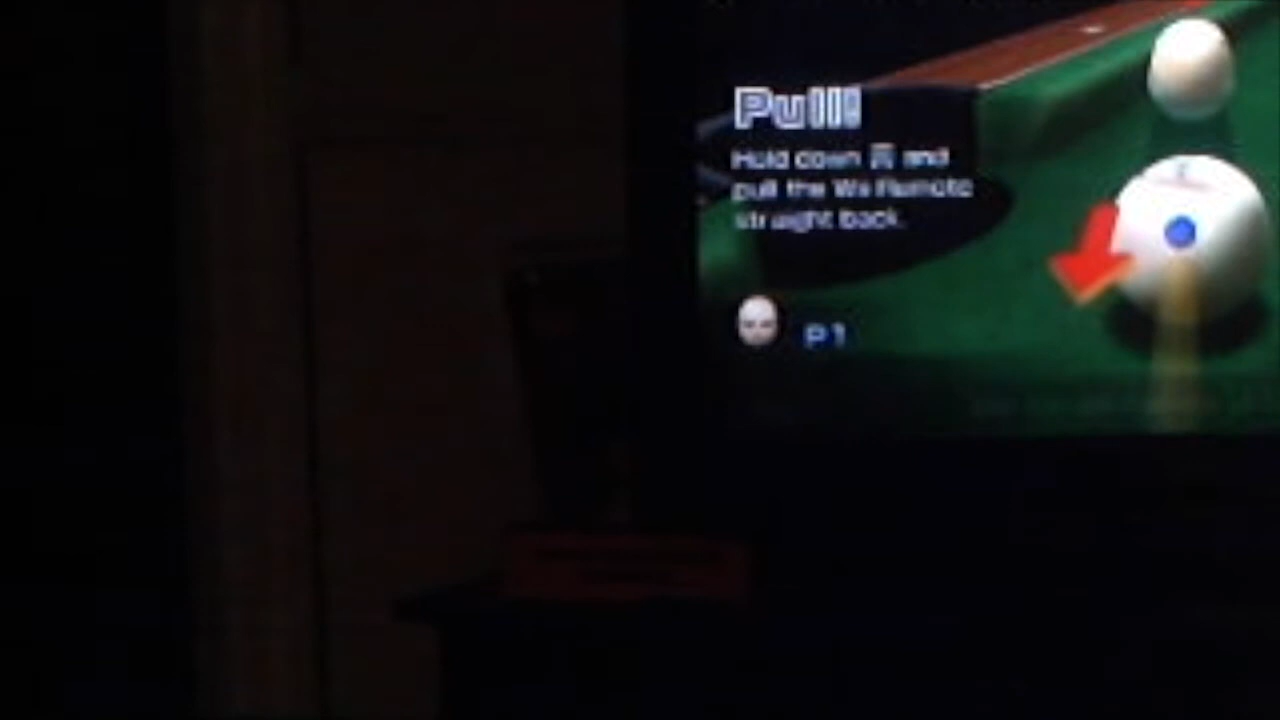 Pull!
Hold down B and
pull the Wii Remote
straight back.
P1